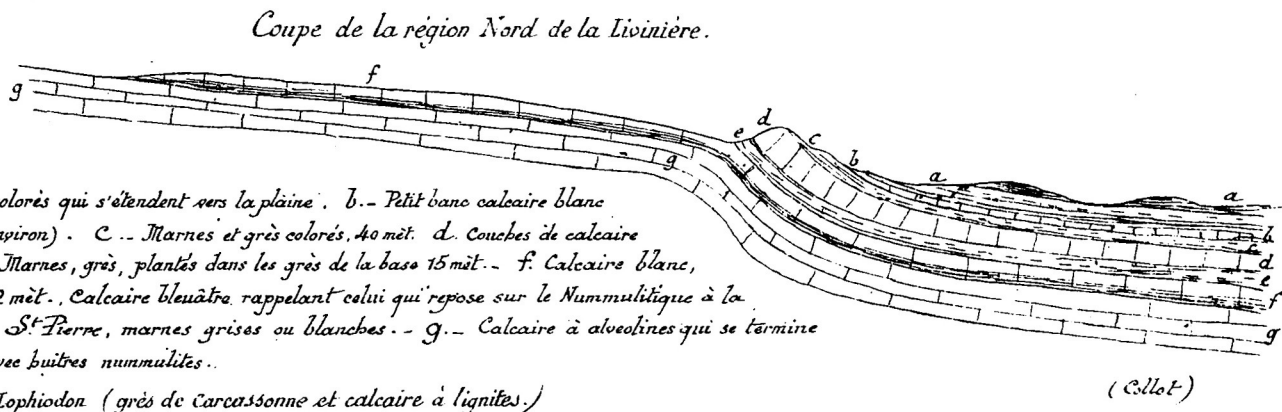 Coupe de la région Nord de la Livinière.
f
g
d
e
c
b
a
a
g
olorès qui s'étendent vers la plaine. b.- Petit banc calcaire blanc
nviron). C.- Marnes et grès colorés, 40 mèt. d. Couches de calcaire
Marnes, grès, plantés dans les grès de la base 15 mèt.- f. Calcaire blanc,
2 mèt., Calcaire bleuâtre rappelant celui qui repose sur le Nummulitique à la
St Pierre, marnes grises ou blanches.- g.- Calcaire à alveolines qui se termine
vec huitres nummulites.
Lophiodon (grès de Carcassonne et calcaire à lignites.)
b
c
d
e
f
g
(Collot)